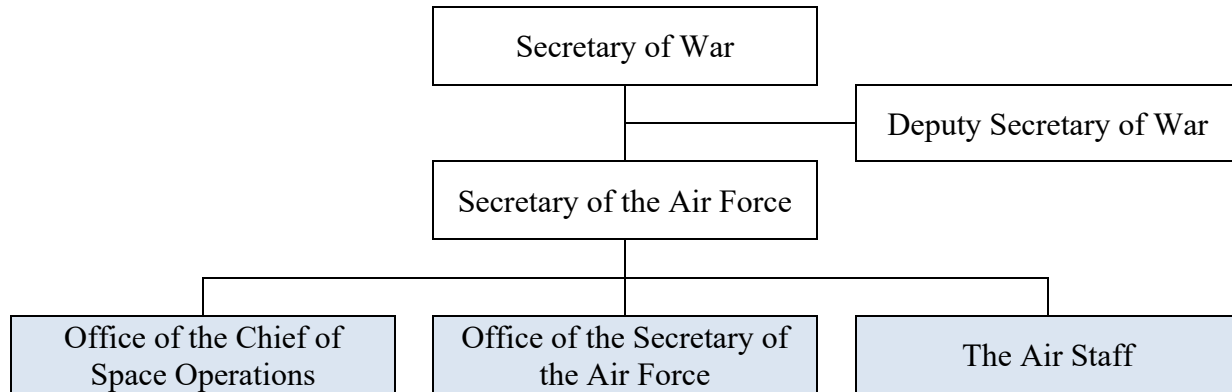 Secretary of War
Deputy Secretary of War
Secretary of the Air Force
Office of the Chief of
Space Operations
Office of the Secretary of
the Air Force
The Air Staff